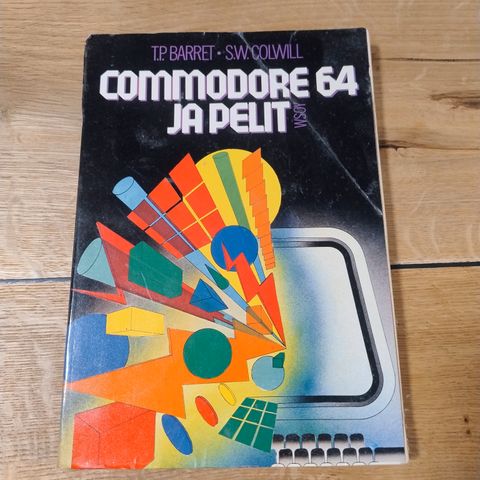 T.P. BARRET • S.W. COLWILL
COMMODORE 64
JA PELIT
WSOY